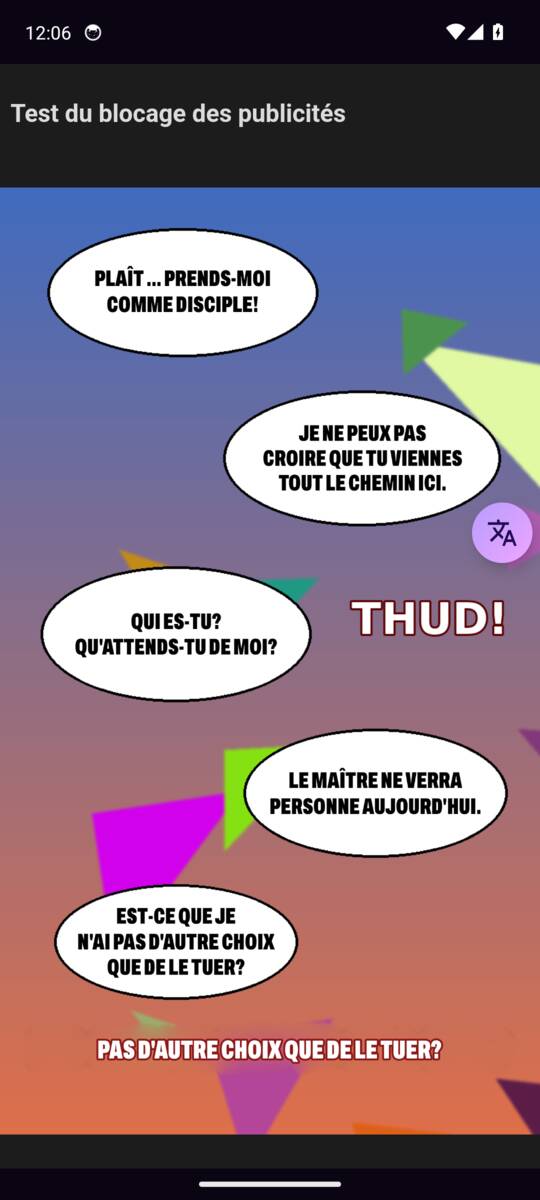 12:06
Test du blocage des publicités
PLAÎT ... PRENDS-MOI
COMME DISCIPLE!
JE NE PEUX PAS
CROIRE QUE TU VIENNES
TOUT LE CHEMIN ICI.
QUI ES-TU?
QU'ATTENDS-TU DE MOI?
THUD!
LE MAÎTRE NE VERRA
PERSONNE AUJOURD'HUI.
EST-CE QUE JE
N'AI PAS D'AUTRE CHOIX
QUE DE LE TUER?
PAS D'AUTRE CHOIX QUE DE LE TUER?